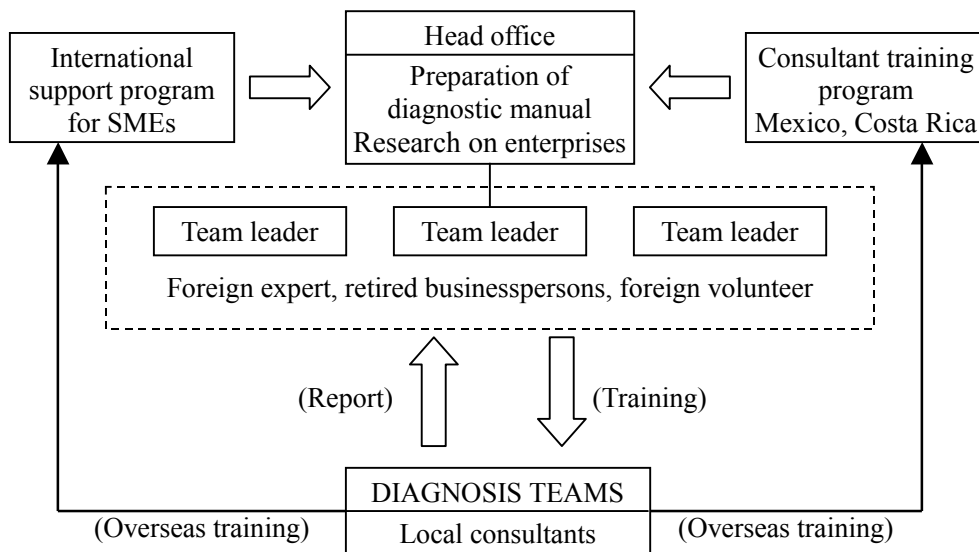 International
support program
for SMEs
Head office
Preparation of
diagnostic manual
Research on enterprises
Consultant training
program
Mexico, Costa Rica
Team leader
Team leader
Team leader
Foreign expert, retired businesspersons, foreign volunteer
(Report)
(Training)
DIAGNOSIS TEAMS
Local consultants
(Overseas training)
(Overseas training)